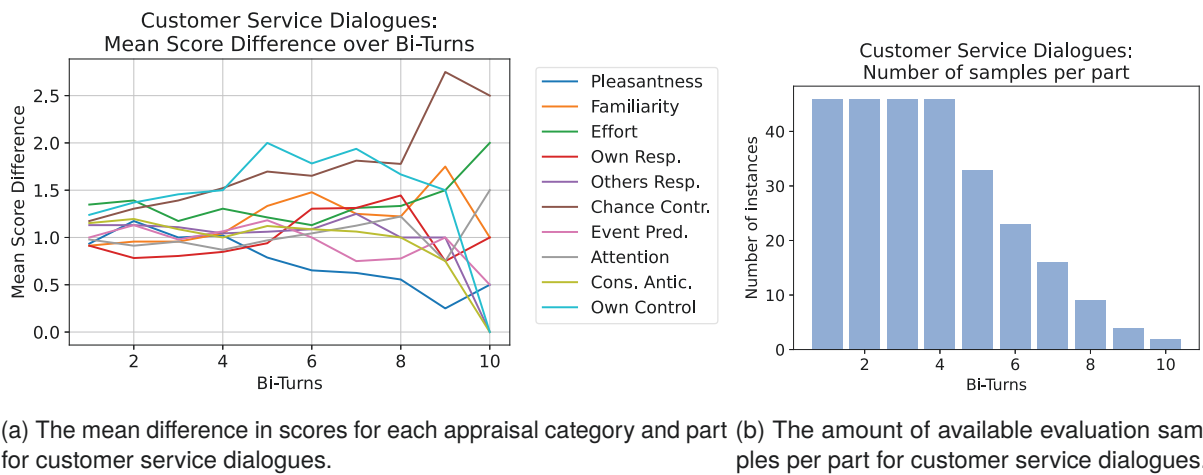 Customer Service Dialogues:
Mean Score Difference over Bi-Turns
Mean Score Difference
2.5
2.0
1.5
1.0
0.5
0.0
2
4
6
8
10
Bi-Turns
Pleasantness
Familiarity
Effort
Own Resp.
Others Resp.
Chance Contr.
Event Pred.
Attention
Cons. Antic.
Own Control
Customer Service Dialogues:
Number of samples per part
Number of Instances
40
30
20
10
0
2
4
6
8
10
Bi-Turns
(a) The mean difference in scores for each appraisal category and part
for customer service dialogues.
(b) The amount of available evaluation sam
ples per part for customer service dialogues.